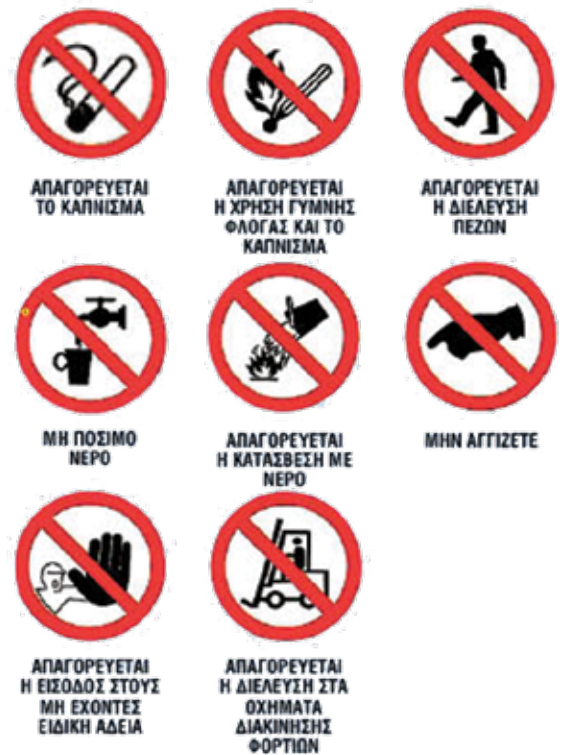 ΑΠΑΓΟΡΕΥΕΤΑΙ
ΤΟ ΚΑΠΝΙΣΜΑ
ΑΠΑΓΟΡΕΥΕΤΑΙ
Η ΧΡΗΣΗ ΓΥΜΝΗΣ
ΦΛΟΓΑΣ ΚΑΙ ΤΟ
ΚΑΠΝΙΣΜΑ
ΑΠΑΓΟΡΕΥΕΤΑΙ
Η ΔΙΕΛΕΥΣΗ
ΠΕΖΩΝ
ΜΗ ΠΟΣΙΜΟ
ΝΕΡΟ
ΑΠΑΓΟΡΕΥΕΤΑΙ
Η ΚΑΤΑΣΒΕΣΗ ΜΕ
ΝΕΡΟ
ΜΗΝ ΑΓΓΙΖΕΤΕ
ΑΠΑΓΟΡΕΥΕΤΑΙ
Η ΕΙΣΟΔΟΣ ΣΤΟΥΣ
ΜΗ ΕΧΟΝΤΕΣ
ΕΙΔΙΚΗ ΑΔΕΙΑ
ΑΠΑΓΟΡΕΥΕΤΑΙ
Η ΔΙΕΛΕΥΣΗ ΣΤΑ
ΟΧΗΜΑΤΑ
ΔΙΑΚΙΝΗΣΗΣ
ΦΟΡΤΙΩΝ